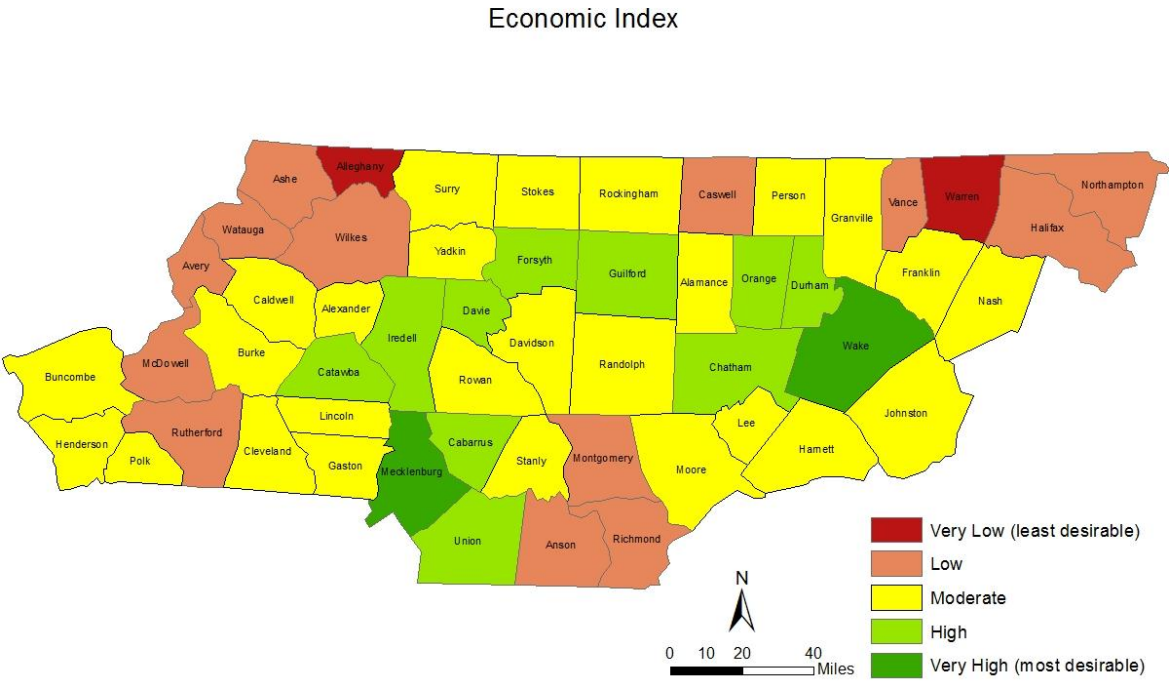 Economic Index
Alleghany
Ashe
Surry
Stokes
Rockingham
Caswell
Person
Granville
Vance
Warren
Northampton
Halifax
Watauga
Wilkes
Yadkin
Forsyth
Guilford
Alamance
Orange
Durham
Franklin
Nash
Avery
Caldwell
Alexander
Iredell
Davie
Davidson
Randolph
Chatham
Wake
Johnston
Buncombe
McDowell
Burke
Catawba
Rowan
Lincoln
Henderson
Polk
Rutherford
Cleveland
Gaston
Mecklenburg
Cabarrus
Stanly
Montgomery
Moore
Lee
Harnett
Union
Anson
Richmond
Very Low (least desirable)
Low
Moderate
High
Very High (most desirable)
N
0 10 20 40
Miles